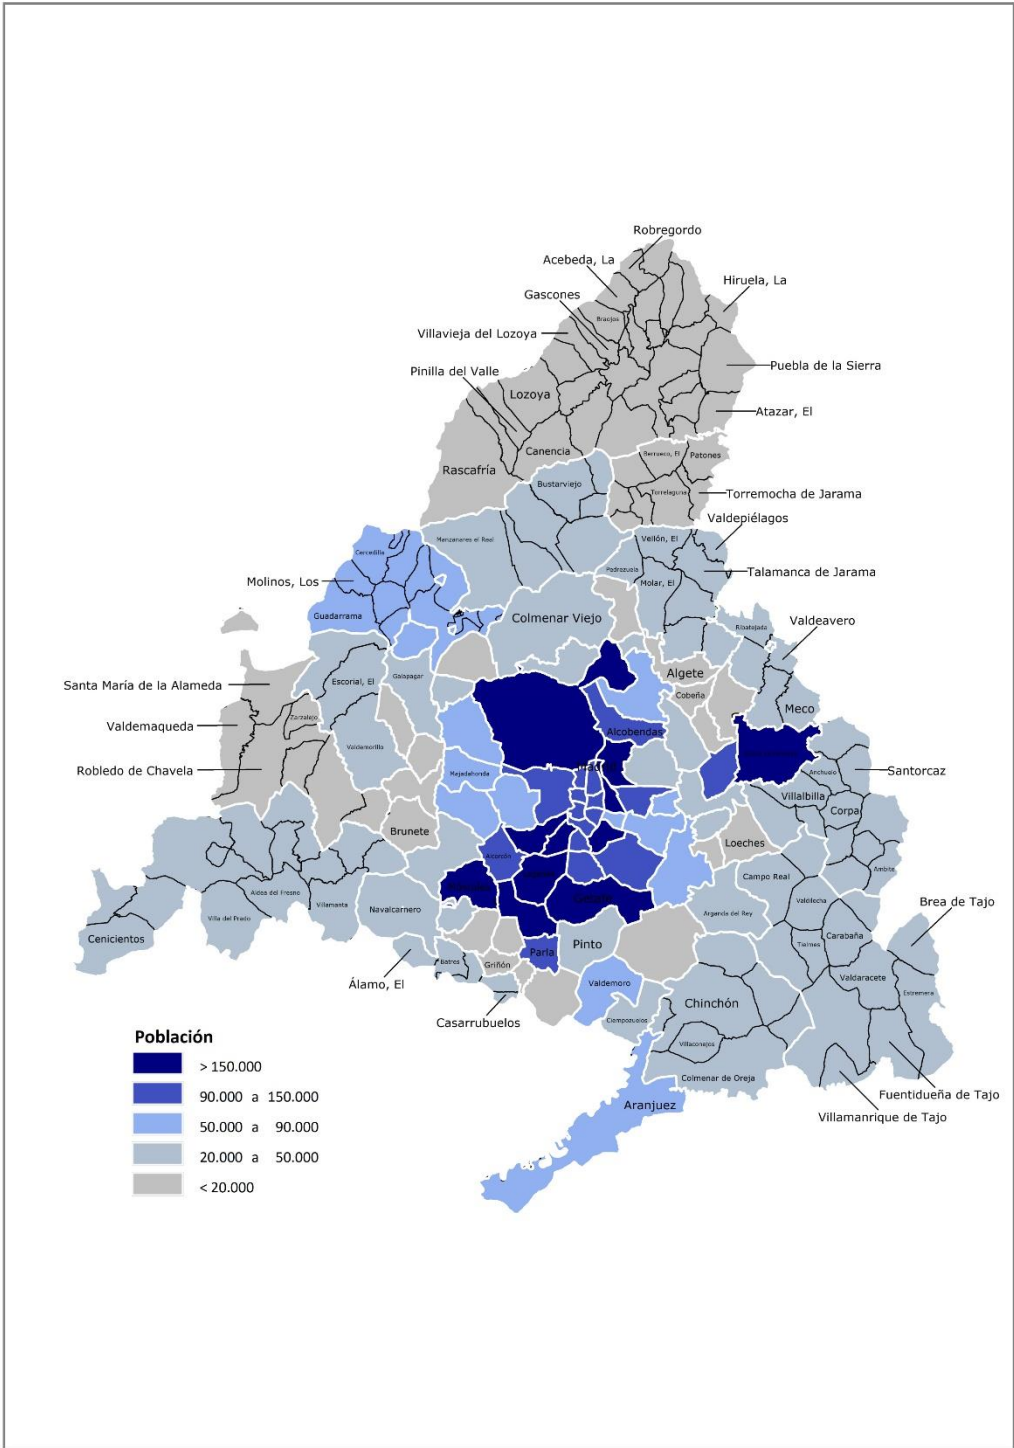 Robregordo
Acebeda, La
Hiruela, La
Gascones
Braojos
Villavieja del Lozoya
Puebla de la Sierra
Pinilla del Valle
Lozoya
Atazar, El
Canencia
Berrueco, El
Patones
Rascafría
Bustarviejo
Torrelaguna
Torremocha de Jarama
Valdepiélagos
Manzanares el Real
Vellón, El
Cercedilla
Pedrezuela
Talamanca de Jarama
Molinos, Los
Molar, El
Guadarrama
Colmenar Viejo
Valdeavero
Ribatejada
Algete
Galapagar
Escorial, El
Santa María de la Alameda
Cobeña
Meco
Zarzalejo
Valdemaqueda
Alcobendas
Valdemorillo
Madrid
Robledo de Chavela
Majadahonda
Anchuelo
Santorcaz
Villalbilla
Corpa
Brunete
Loeches
Alcorcón
Ambite
Campo Real
Aldea del Fresno
Getafe
Villamanta
Valdilecha
Brea de Tajo
Navalcarnero
Villa del Prado
Arganda del Rey
Carabaña
Cenicientos
Tielmes
Pinto
Parla
Batres
Griñón
Valdaracete
Álamo, El
Valdemoro
Estremera
Chinchón
Casarrubuelos
Ciempozuelos
Villaconejos
Colmenar de Oreja
Fuentidueña de Tajo
Aranjuez
Villamanrique de Tajo
Población
> 150.000
90.000 a 150.000
50.000 a 90.000
20.000 a 50.000
< 20.000